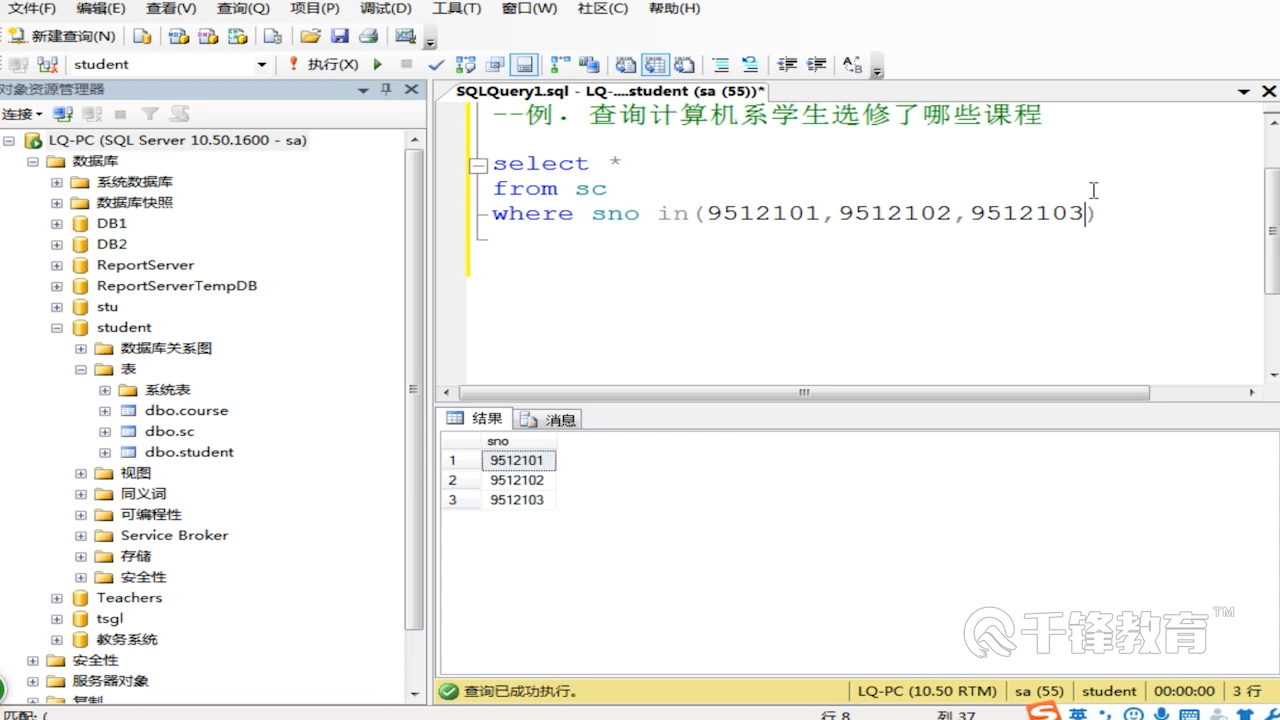 文件(F) 编辑(E) 查看(V) 查询(Q) 项目(P) 调试(D) 工具(T) 窗口(W) 社区(C) 帮助(H)
新建查询(N)
student 执行(X)
对象资源管理器
连接
LQ-PC (SQL Server 10.50.1600 - sa)
数据库
系统数据库
数据库快照
DB1
DB2
ReportServer
ReportServerTempDB
stu
student
数据库关系图
表
系统表
dbo.course
dbo.sc
dbo.student
视图
同义词
可编程性
Service Broker
存储
安全性
Teachers
tsgl
教务系统
安全性
服务器对象
复制
SQLQuery1.sql - LQ-....student (sa (55))*
--例. 查询计算机系学生选修了哪些课程
select *
from sc
where sno in(9512101,9512102,9512103)
结果 消息
sno
1 9512101
2 9512102
3 9512103
千锋教育™
查询已成功执行。 LQ-PC (10.50 RTM) sa (55) student 00:00:00 3 行
匹配: ( 行 8 列 37 英